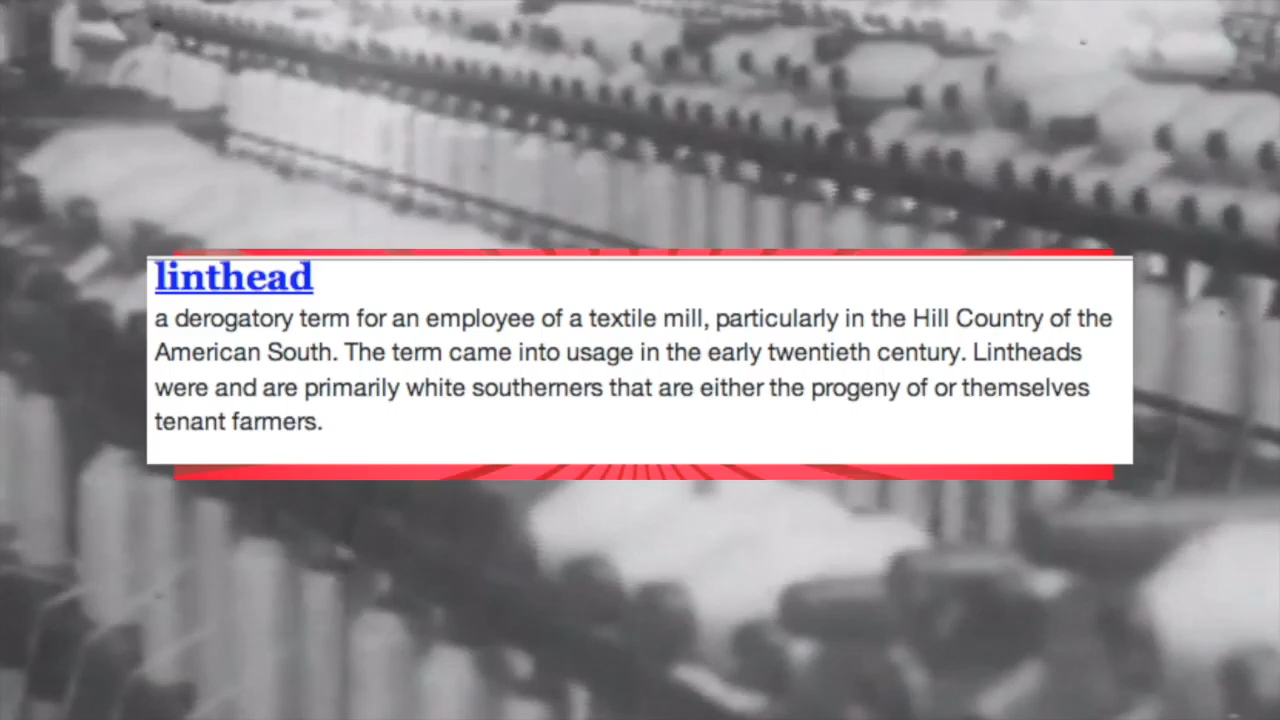 linthead
a derogatory term for an employee of a textile mill, particularly in the Hill Country of the
American South. The term came into usage in the early twentieth century. Lintheads
were and are primarily white southerners that are either the progeny of or themselves
tenant farmers.